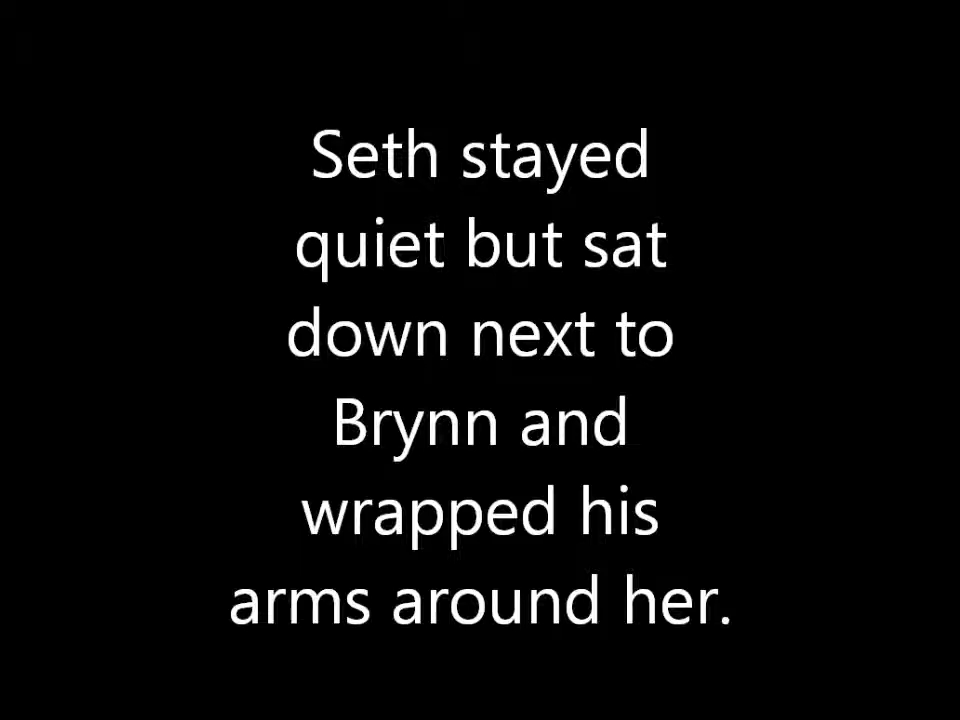 Seth stayed
quiet but sat
down next to
Brynn and
wrapped his
arms around her.